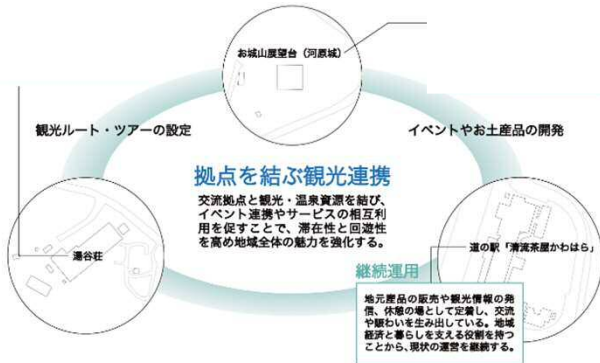 お城山展望台（河原城）
観光ルート・ツアーの設定
イベントやお土産品の開発
拠点を結ぶ観光連携
交流拠点と観光・温泉資源を結び、
イベント連携やサービスの相互利
用を促すことで、滞在性と回遊性
を高め地域全体の魅力を強化する。
湯谷荘
道の駅「清流茶屋かわはら」
継続運用
地元産品の販売や観光情報の発
信、休憩の場として定着し、交流
や賑わいを生み出している。地域
経済と暮らしを支える役割を持つ
ことから、現状の運営を継続する。